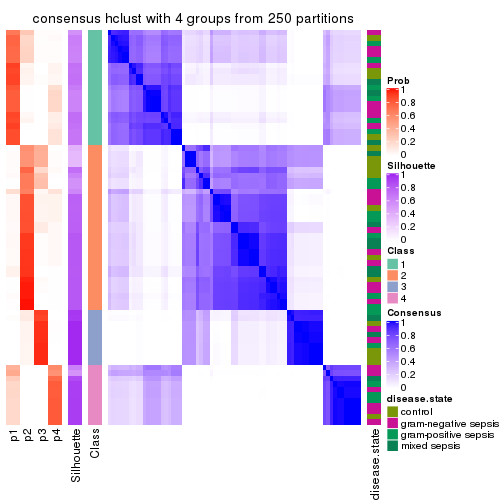 consensus hclust with 4 groups from 250 partitions
Prob
1
0.8
0.6
0.4
0.2
0
Silhouette
1
0.8
0.6
0.4
0.2
0
Class
1
2
3
4
Consensus
1
0.8
0.6
0.4
0.2
0
disease.state
control
gram-negative sepsis
gram-positive sepsis
mixed sepsis
p1
p2
p3
p4
Silhouette
Class
disease.state